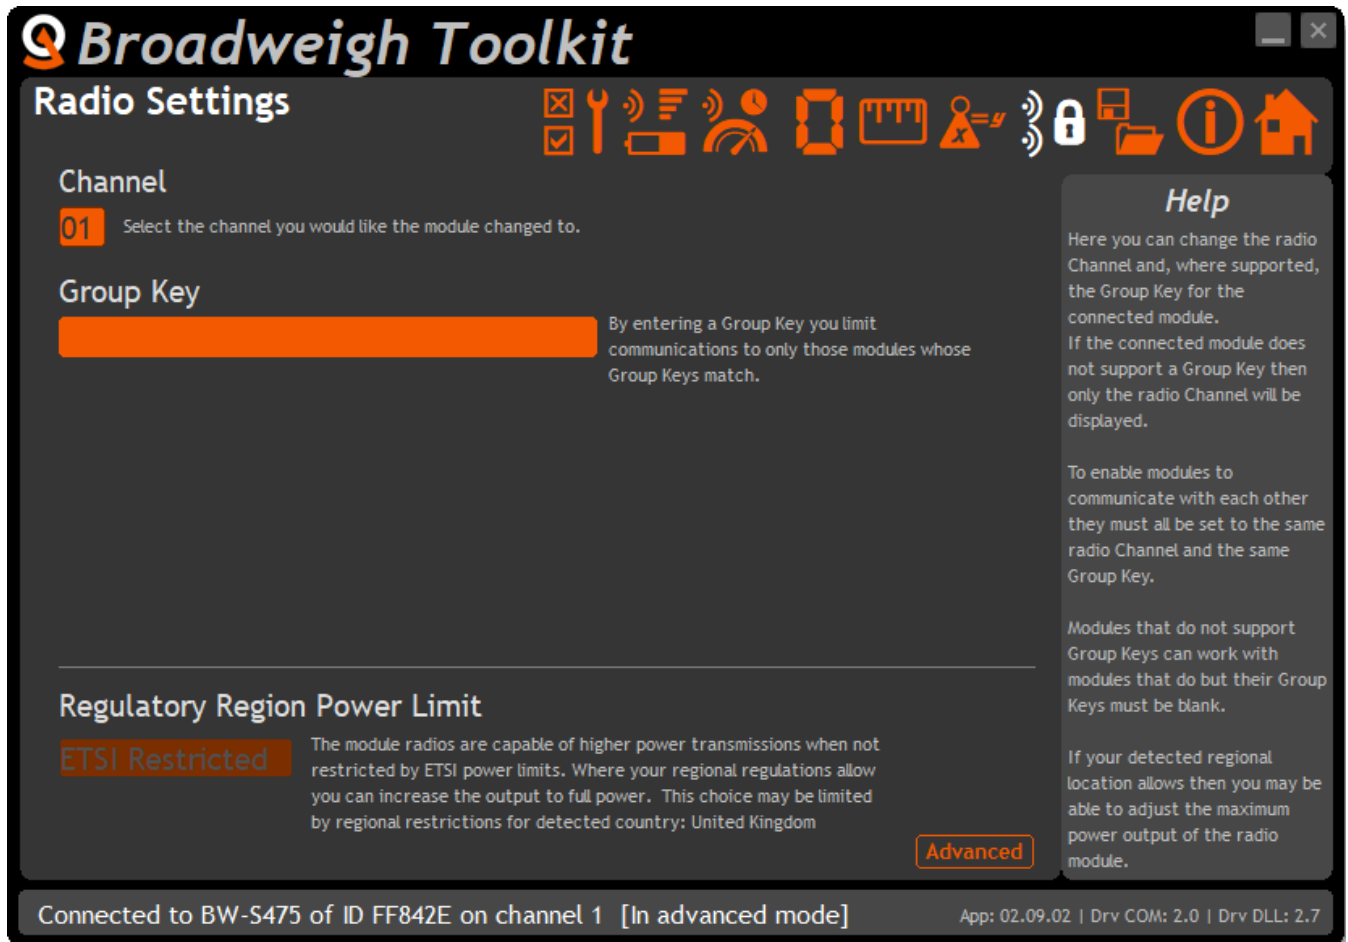 Broadweigh Toolkit
Radio Settings
x=y
Channel
01
Select the channel you would like the module changed to.
Group Key
By entering a Group Key you limit
communications to only those modules whose
Group Keys match.
Regulatory Region Power Limit
ETSI Restricted
The module radios are capable of higher power transmissions when not
restricted by ETSI power limits. Where your regional regulations allow
you can increase the output to full power. This choice may be limited
by regional restrictions for detected country: United Kingdom
Advanced
Help
Here you can change the radio
Channel and, where supported,
the Group Key for the
connected module.
If the connected module does
not support a Group Key then
only the radio Channel will be
displayed.
To enable modules to
communicate with each other
they must all be set to the same
radio Channel and the same
Group Key.
Modules that do not support
Group Keys can work with
modules that do but their Group
Keys must be blank.
If your detected regional
location allows then you may be
able to adjust the maximum
power output of the radio
module.
Connected to BW-S475 of ID FF842E on channel 1 [In advanced mode]
App: 02.09.02 | Drv COM: 2.0 | Drv DLL: 2.7